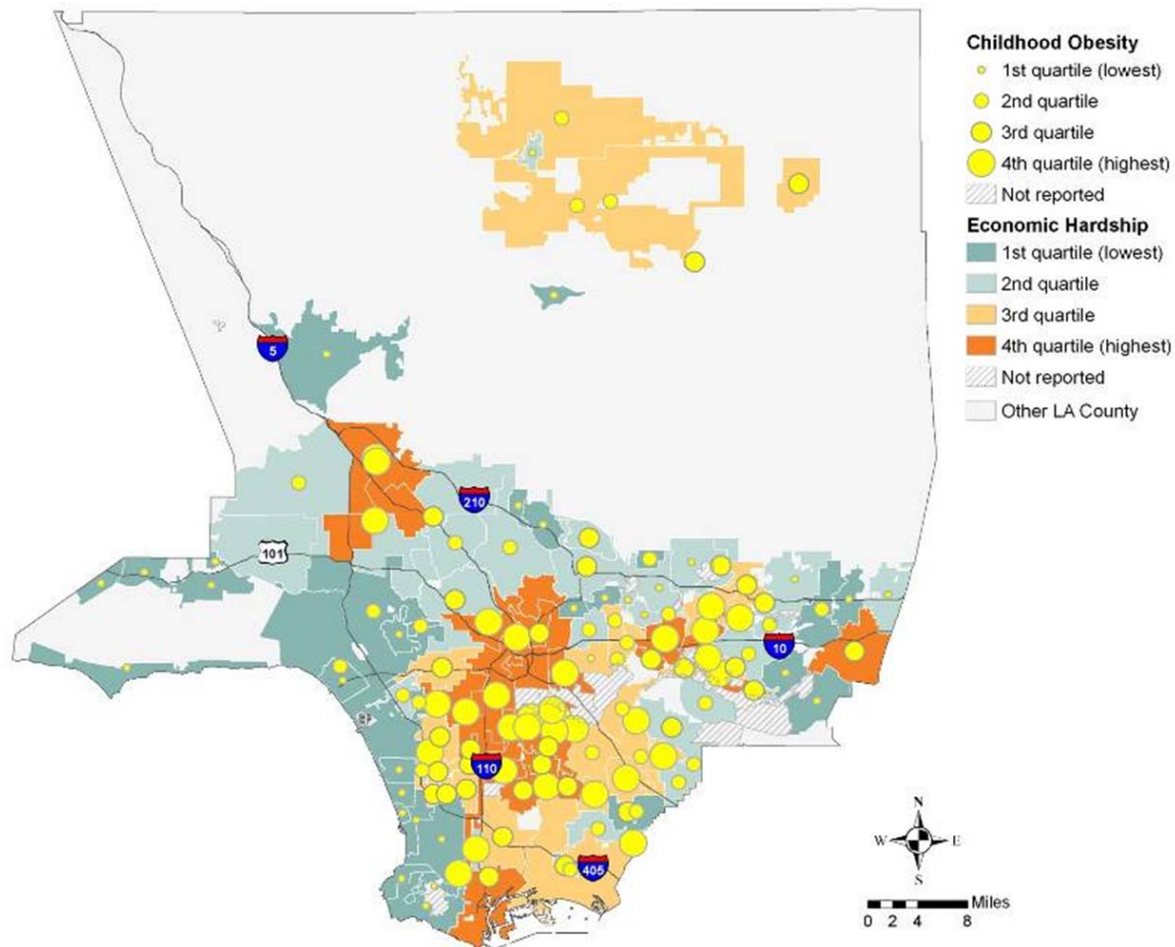 Childhood Obesity
1st quartile (lowest)
2nd quartile
3rd quartile
4th quartile (highest)
Not reported
Economic Hardship
1st quartile (lowest)
2nd quartile
3rd quartile
4th quartile (highest)
Not reported
Other LA County
5
210
101
10
110
405
N
W E
S
Miles
0 2 4 8